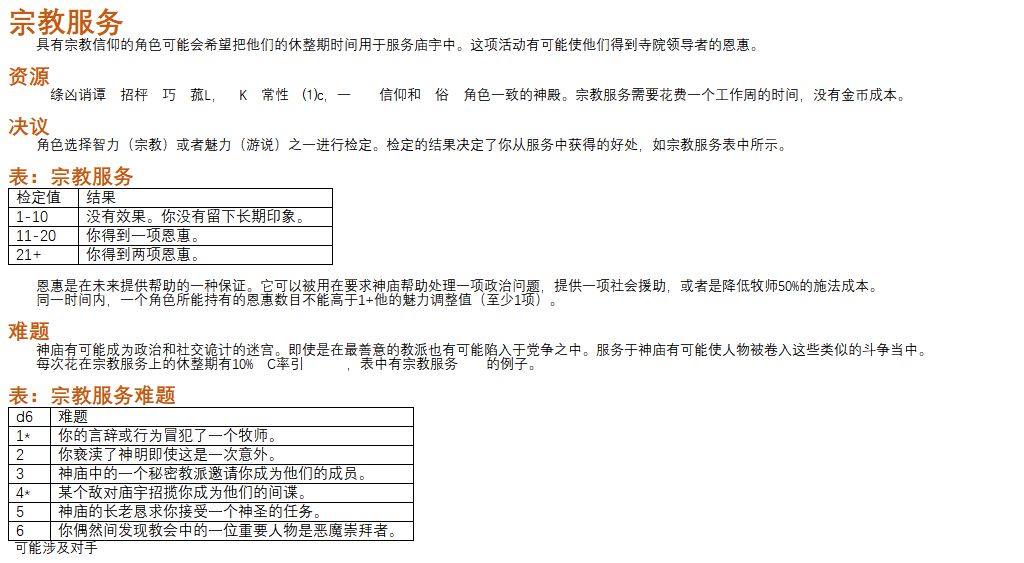 宗教服务
具有宗教信仰的角色可能会希望把他们的休整期时间用于服务庙宇中。这项活动有可能使他们得到寺院领导者的恩惠。
资源
绦凶诮谭 招枰 巧 菰L， K 常性 (1)c，一 信仰和 俗 角色一致的神殿。宗教服务需要花费一个工作周的时间，没有金币成本。
决议
角色选择智力（宗教）或者魅力（游说）之一进行检定。检定的结果决定了你从服务中获得的好处，如宗教服务表中所示。
表：宗教服务
检定值 结果
1-10 没有效果。你没有留下长期印象。
11-20 你得到一项恩惠。
21+ 你得到两项恩惠。
恩惠是在未来提供帮助的一种保证。它可以被用在要求神庙帮助处理一项政治问题，提供一项社会援助，或者是降低牧师50%的施法成本。
同一时间内，一个角色所能持有的恩惠数目不能高于1+他的魅力调整值（至少1项）。
难题
神庙有可能成为政治和社交诡计的迷宫。即使是在最善意的教派也有可能陷入于党争之中。服务于神庙有可能使人物被卷入这些类似的斗争当中。
每次花在宗教服务上的休整期有10% C率引 ，表中有宗教服务 的例子。
表：宗教服务难题
d6 难题
1* 你的言辞或行为冒犯了一个牧师。
2 你亵渎了神明即使这是一次意外。
3 神庙中的一个秘密教派邀请你成为他们的成员。
4* 某个敌对庙宇招揽你成为他们的间谍。
5 神庙的长老恳求你接受一个神圣的任务。
6 你偶然间发现教会中的一位重要人物是恶魔崇拜者。
可能涉及对手